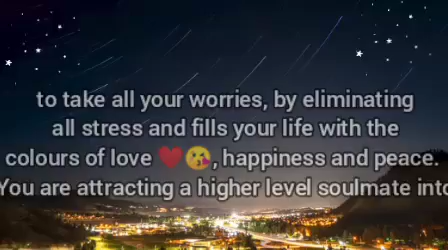 to take all your worries, by eliminating
all stress and fills your life with the
colours of love ❤️😘, happiness and peace.
You are attracting a higher level soulmate into